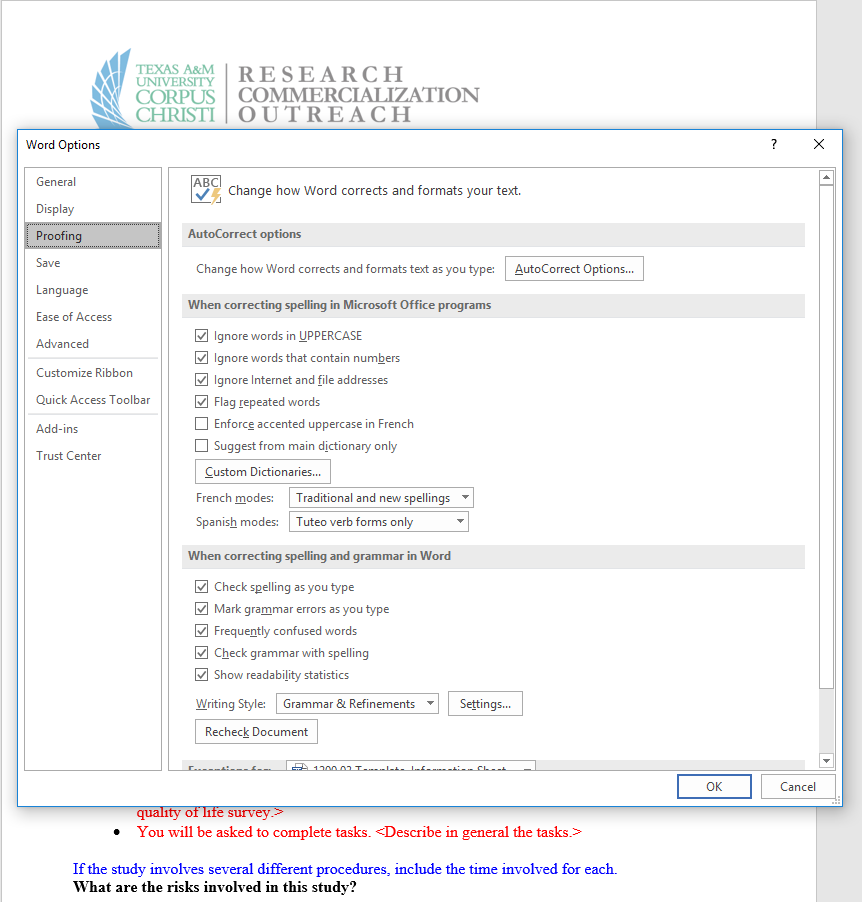 TEXAS A&M
UNIVERSITY
CORPUS
CHRISTI
RESEARCH
COMMERCIALIZATION
OUTREACH
Word Options
?
General
Display
Proofing
Save
Language
Ease of Access
Advanced
Customize Ribbon
Quick Access Toolbar
Add-ins
Trust Center
ABC
Change how Word corrects and formats your text.
AutoCorrect options
Change how Word corrects and formats text as you type: AutoCorrect Options...
When correcting spelling in Microsoft Office programs
Ignore words in UPPERCASE
Ignore words that contain numbers
Ignore Internet and file addresses
Flag repeated words
Enforce accented uppercase in French
Suggest from main dictionary only
Custom Dictionaries...
French modes: Traditional and new spellings
Spanish modes: Tuteo verb forms only
When correcting spelling and grammar in Word
Check spelling as you type
Mark grammar errors as you type
Frequently confused words
Check grammar with spelling
Show readability statistics
Writing Style: Grammar & Refinements Settings...
Recheck Document
Exceptions for: 1200.03 Template Information Sheet
OK Cancel
quality of life survey.>
• You will be asked to complete tasks. <Describe in general the tasks.>
If the study involves several different procedures, include the time involved for each.
What are the risks involved in this study?